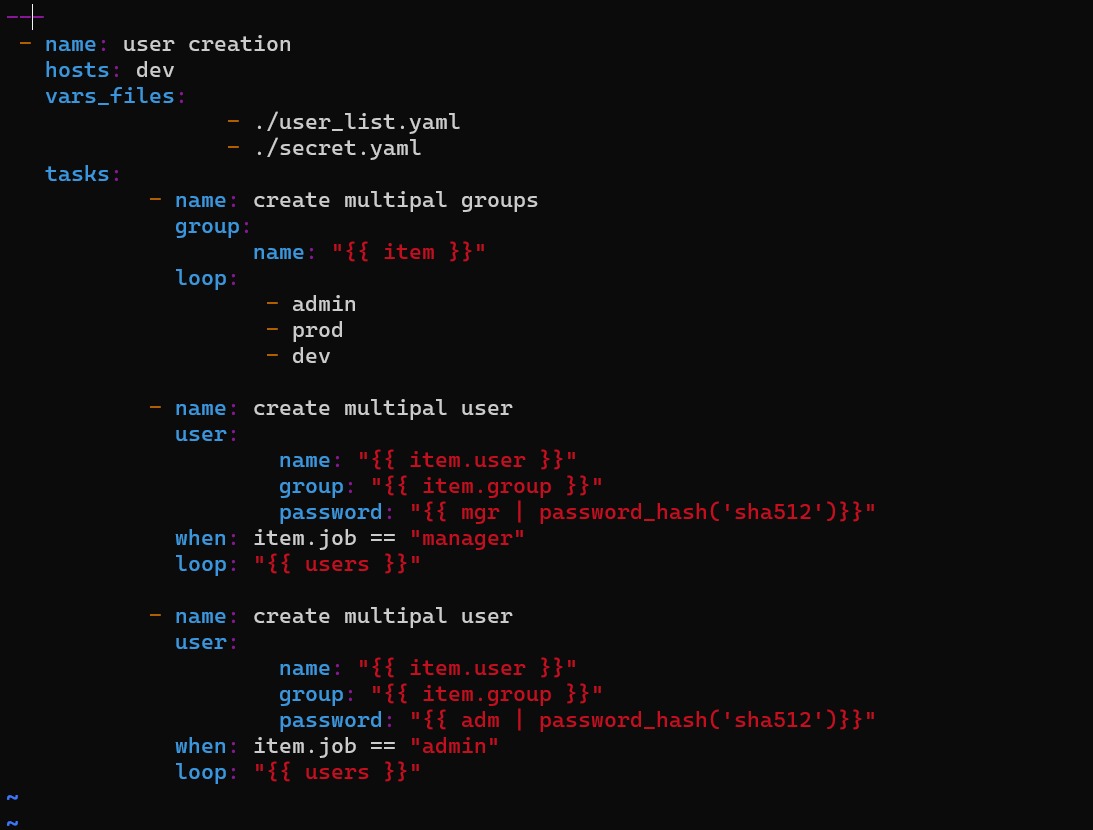 ---
 - name: user creation
   hosts: dev
   vars_files:
                 - ./user_list.yaml
                 - ./secret.yaml
   tasks:
           - name: create multipal groups
             group:
                   name: "{{ item }}"
             loop:
                    - admin
                    - prod
                    - dev

           - name: create multipal user
             user:
                     name: "{{ item.user }}"
                     group: "{{ item.group }}"
                     password: "{{ mgr | password_hash('sha512')}}"
             when: item.job == "manager"
             loop: "{{ users }}"

           - name: create multipal user
             user:
                     name: "{{ item.user }}"
                     group: "{{ item.group }}"
                     password: "{{ adm | password_hash('sha512')}}"
             when: item.job == "admin"
             loop: "{{ users }}"
~
~